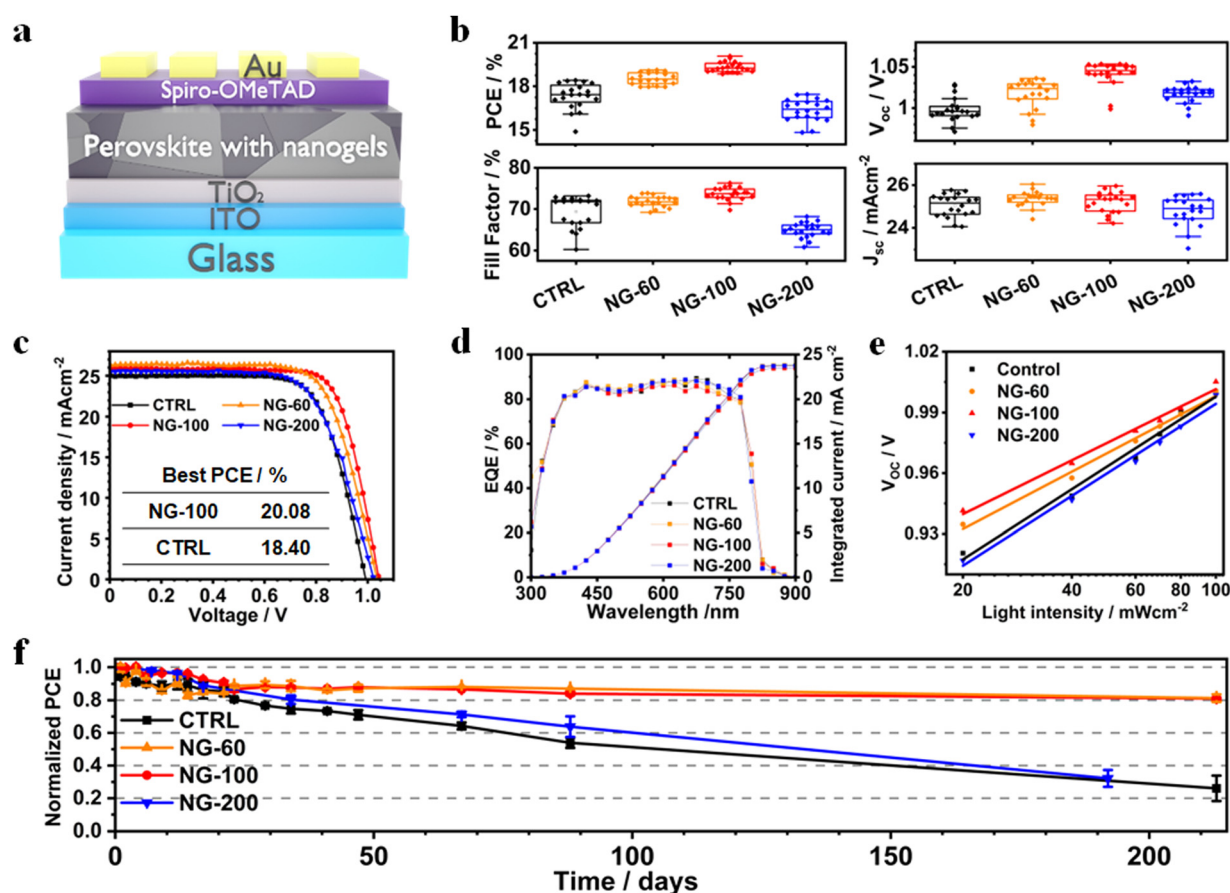 a
Au
Spiro-OMeTAD
Perovskite with nanogels
TiO2
ITO
Glass
b
PCE / %
21
18
15
Voc / V
1.05
1
Fill Factor / %
80
70
60
Jsc / mAcm-2
26
24
CTRL NG-60 NG-100 NG-200
CTRL NG-60 NG-100 NG-200
c
Current density / mAcm-2
25
20
15
10
5
0
CTRL NG-60
NG-100 NG-200
Best PCE / %
NG-100 20.08
CTRL 18.40
0.0 0.2 0.4 0.6 0.8 1.0
Voltage / V
d
EQE / %
100
80
60
40
20
0
CTRL
NG-60
NG-100
NG-200
25
20
15
10
5
0
Integrated current / mA cm-2
300 450 600 750 900
Wavelength /nm
e
VOC / V
1.02
0.99
0.96
0.93
Control
NG-60
NG-100
NG-200
20 40 60 80 100
Light intensity / mWcm-2
f
Normalized PCE
1.0
0.8
0.6
0.4
0.2
0.0
CTRL
NG-60
NG-100
NG-200
0 50 100 150 200
Time / days